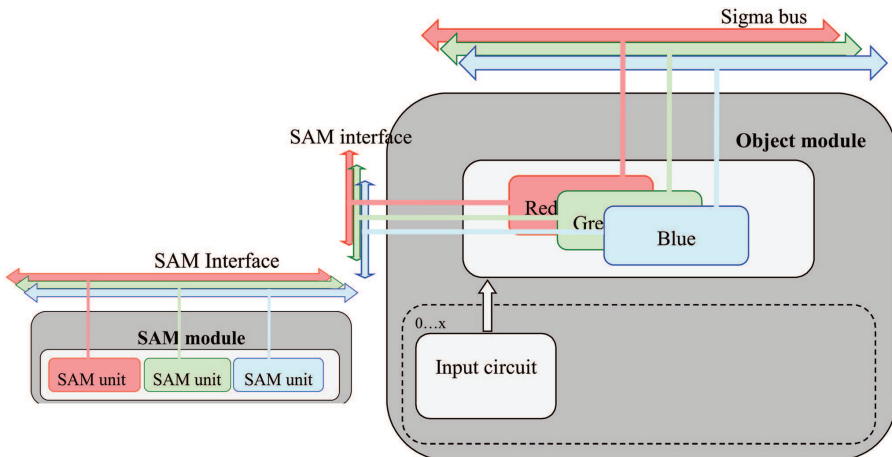 Sigma bus
SAM interface
Object module
Red
Gre
Blue
SAM Interface
SAM module
SAM unit
SAM unit
SAM unit
0…x
Input circuit